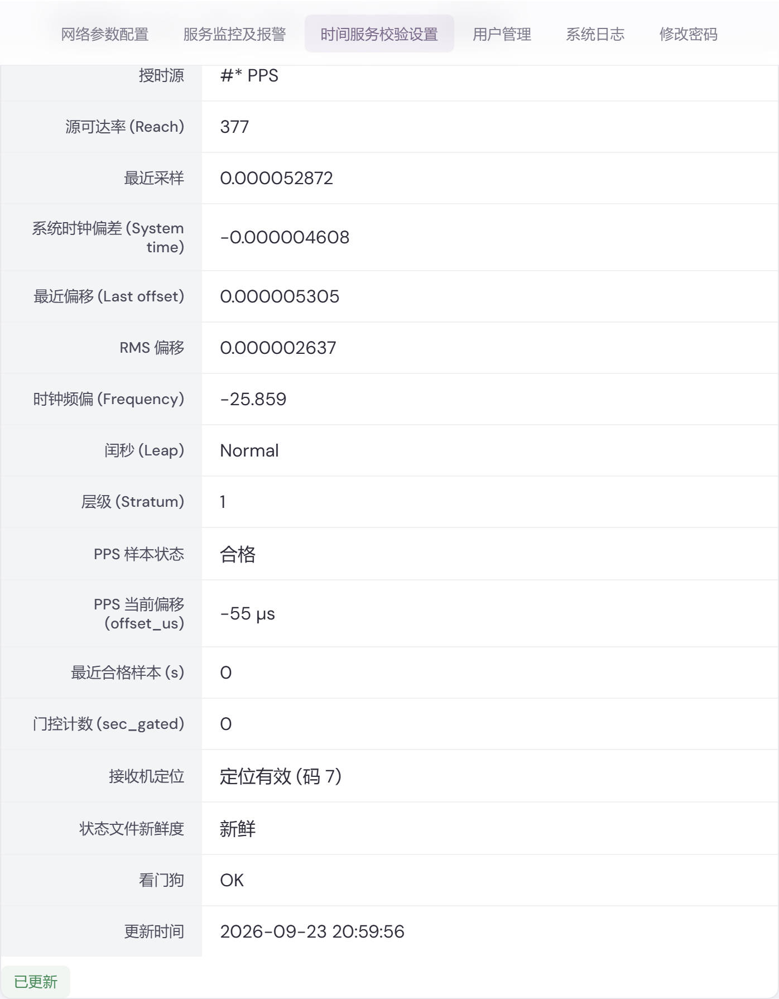 网络参数配置 服务监控及报警 时间服务校验设置 用户管理 系统日志 修改密码
授时源 #* PPS
源可达率 (Reach) 377
最近采样 0.000052872
系统时钟偏差 (System
time) -0.000004608
最近偏移 (Last offset) 0.000005305
RMS 偏移 0.000002637
时钟频偏 (Frequency) -25.859
闰秒 (Leap) Normal
层级 (Stratum) 1
PPS 样本状态 合格
PPS 当前偏移
(offset_us) -55 µs
最近合格样本 (s) 0
门控计数 (sec_gated) 0
接收机定位 定位有效 (码 7)
状态文件新鲜度 新鲜
看门狗 OK
更新时间 2026-09-23 20:59:56
已更新